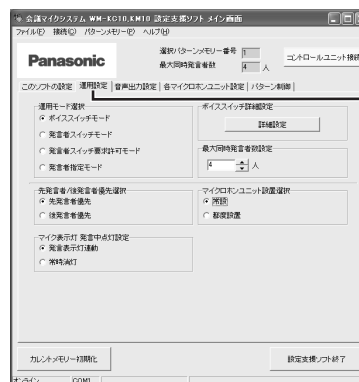 会議マイクシステム WM-KC10,KM10 設定支援ソフト メイン画面
ファイル(F) 接続(C) パターンメモリー(P) ヘルプ(H)
Panasonic
選択パターンメモリー番号 1
最大同時発言者数 4 人
コントロールユニット接続
このソフトの設定 運用設定 音声出力設定 各マイクロホンユニット設定 パターン制御
運用モード選択
ボイススイッチモード
発言者スイッチモード
発言者スイッチ要求許可モード
発言者指定モード
ボイススイッチ詳細設定
詳細設定
最大同時発言者数設定
4 人
先発言者/後発言者優先選択
先発言者優先
後発言者優先
マイクロホンユニット設置選択
常設
都度設置
マイク表示灯 発言中点灯設定
発言表示灯連動
常時消灯
カレントメモリー初期化
設定支援ソフト終了
オンライン COM1